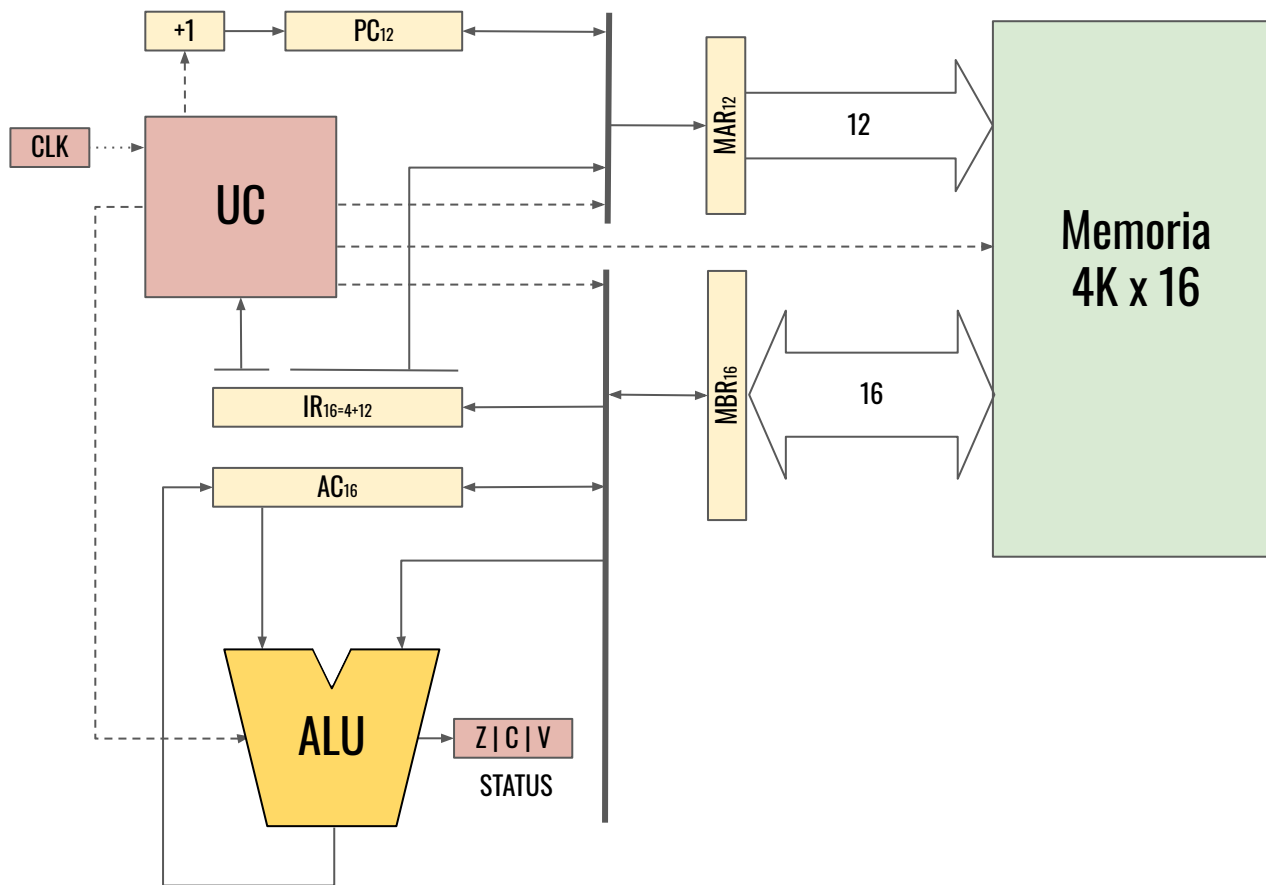 +1
PC12
CLK
UC
MAR12
12
Memoria
4K x 16
MBR16
16
IR16=4+12
AC16
ALU
Z | C | V
STATUS